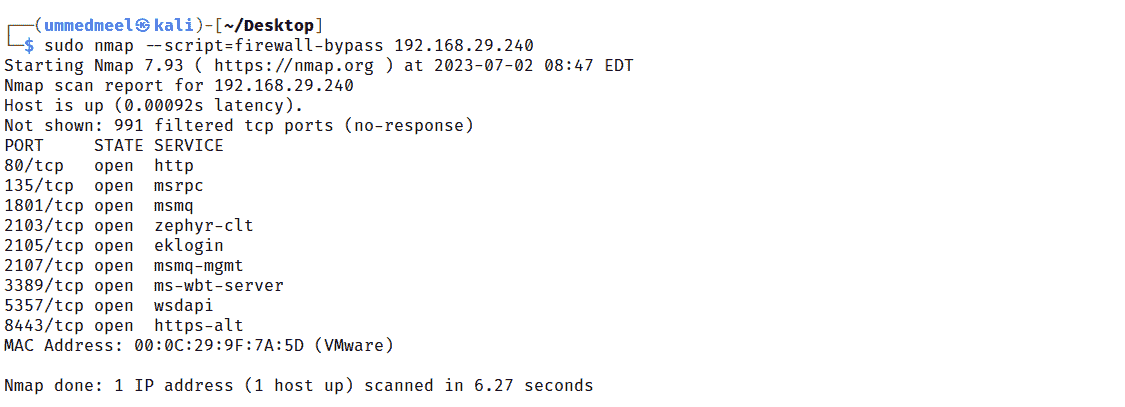 ┌──(ummedmeel㉿kali)-[~/Desktop]
└─$ sudo nmap --script=firewall-bypass 192.168.29.240
Starting Nmap 7.93 ( https://nmap.org ) at 2023-07-02 08:47 EDT
Nmap scan report for 192.168.29.240
Host is up (0.00092s latency).
Not shown: 991 filtered tcp ports (no-response)
PORT     STATE SERVICE
80/tcp   open  http
135/tcp  open  msrpc
1801/tcp open  msmq
2103/tcp open  zephyr-clt
2105/tcp open  eklogin
2107/tcp open  msmq-mgmt
3389/tcp open  ms-wbt-server
5357/tcp open  wsdapi
8443/tcp open  https-alt
MAC Address: 00:0C:29:9F:7A:5D (VMware)

Nmap done: 1 IP address (1 host up) scanned in 6.27 seconds